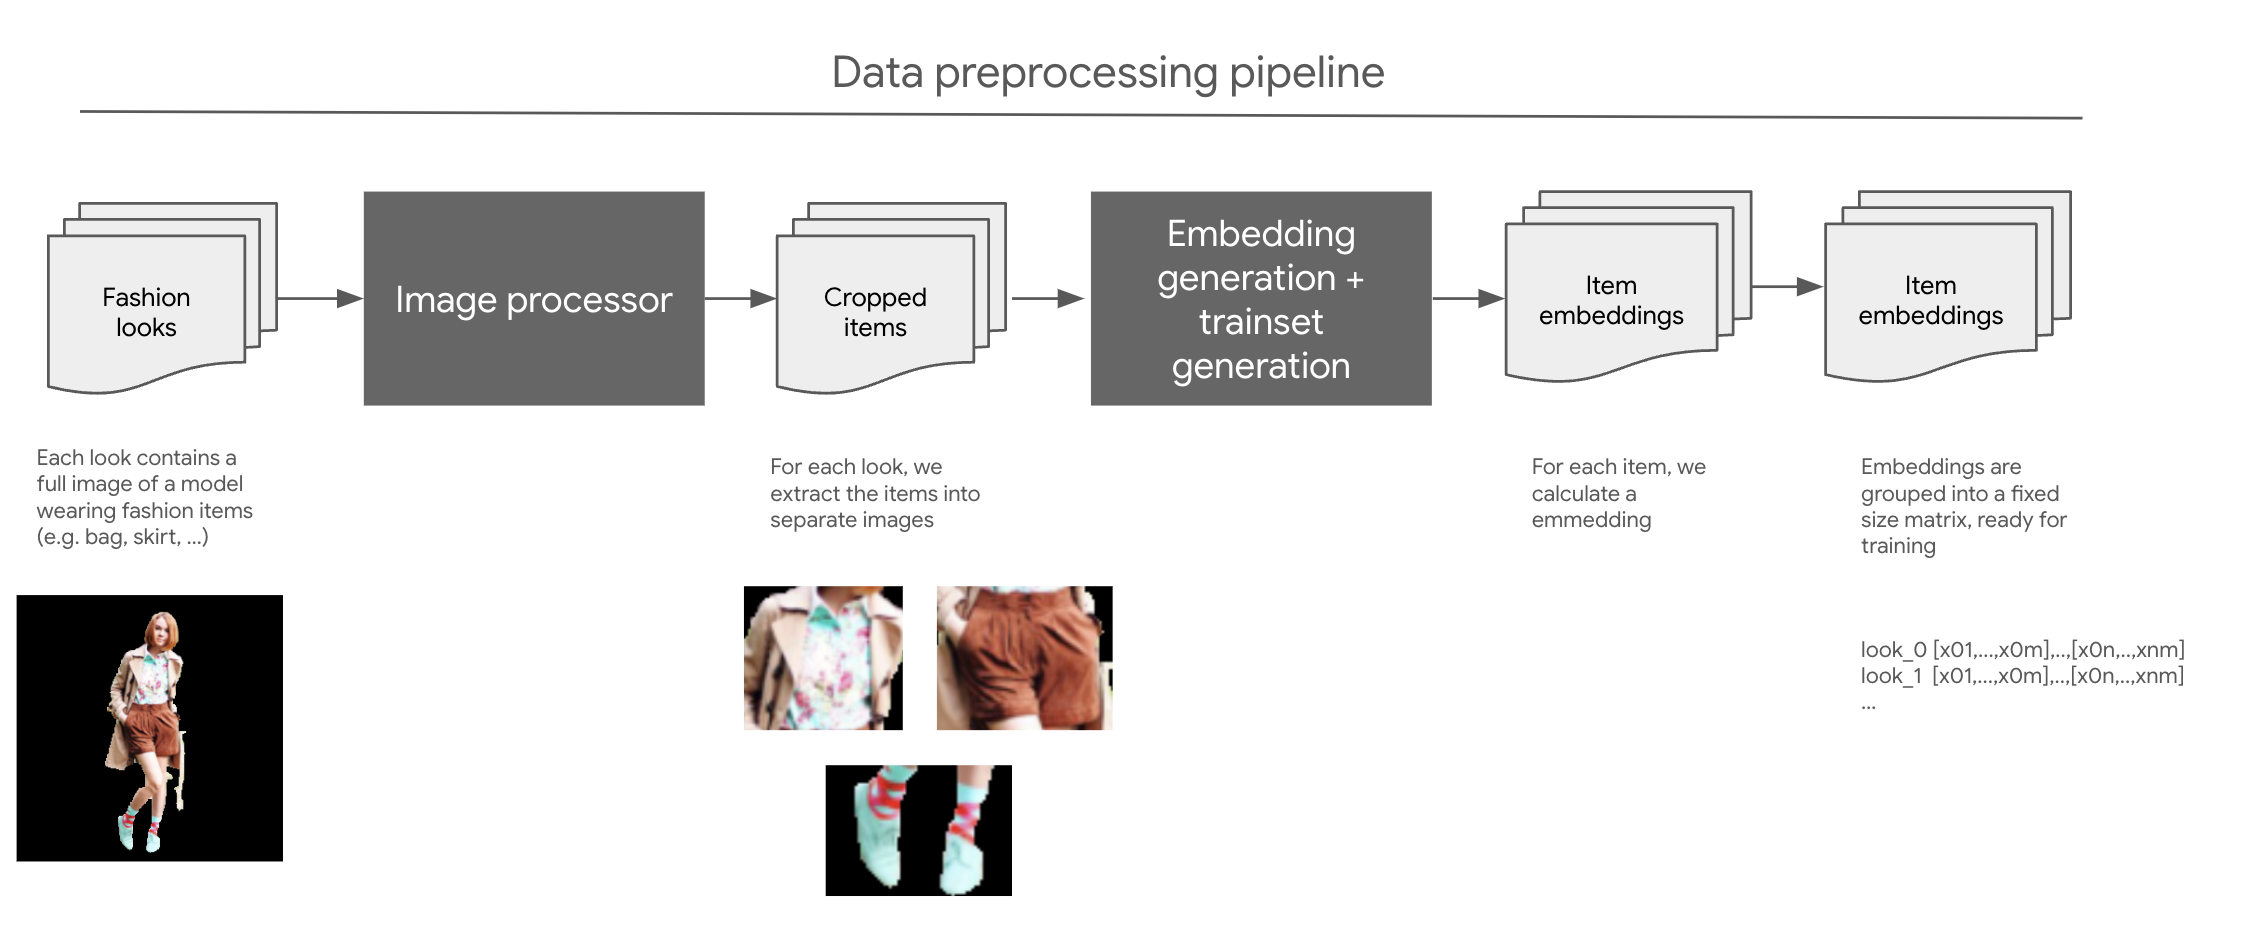 Data preprocessing pipeline
Fashion
looks
Image processor
Cropped
items
Embedding
generation +
trainset
generation
Item
embeddings
Item
embeddings
Each look contains a
full image of a model
wearing fashion items
(e.g. bag, skirt, ...)
For each look, we
extract the items into
separate images
For each item, we
calculate a
emmedding
Embeddings are
grouped into a fixed
size matrix, ready for
training
look_0 [x01,...,x0m],..,[x0n,..,xnm]
look_1 [x01,...,x0m],..,[x0n,..,xnm]
...